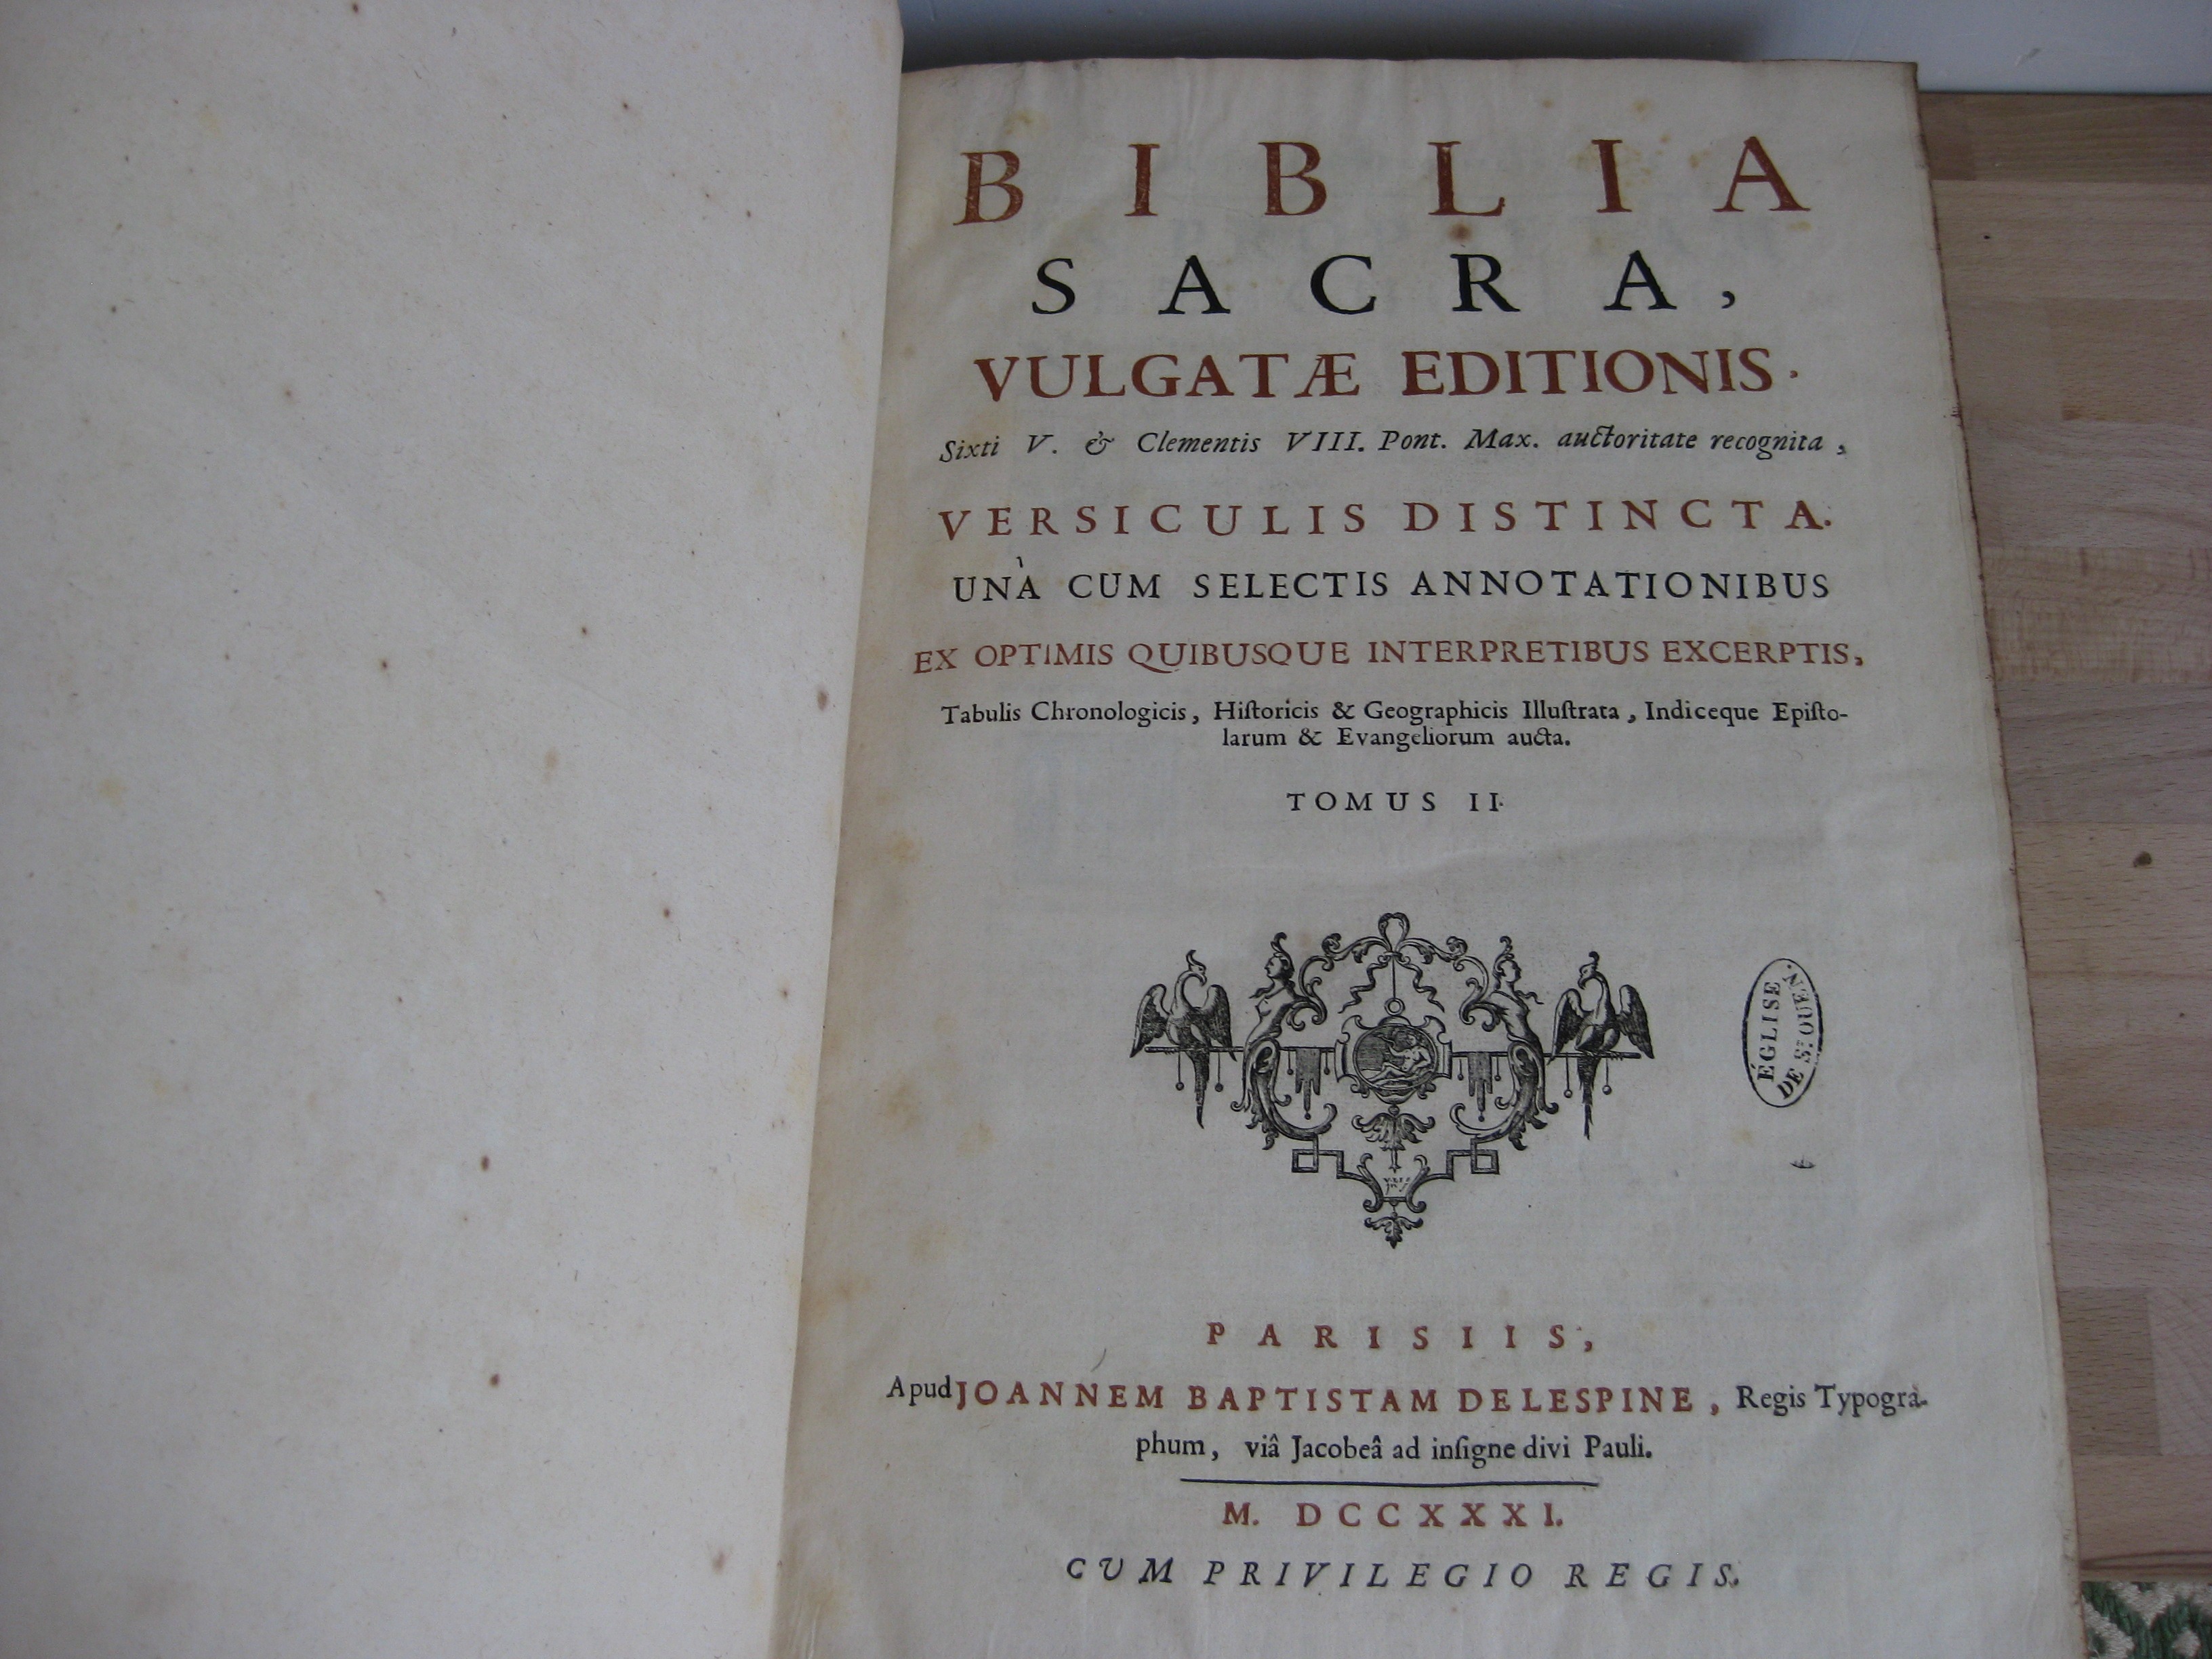 BIBLIA
SACRA,
VULGATÆ EDITIONIS.
Sixti V. & Clementis VIII. Pont. Max. auctoritate recognita,
VERSICULIS DISTINCTA.
UNÀ CUM SELECTIS ANNOTATIONIBUS
EX OPTIMIS QUIBUSQUE INTERPRETIBUS EXCERPTIS,
Tabulis Chronologicis, Hiſtoricis & Geographicis Illuſtrata, Indiceque Epiſto-
larum & Evangeliorum aucta.
TOMUS II.
ÉGLISE
DE ST OUEN.
PARISIIS,
Apud JOANNEM BAPTISTAM DELESPINE, Regis Typogra-
phum, viâ Jacobeâ ad inſigne divi Pauli.
M. DCCXXXI.
CUM PRIVILEGIO REGIS.